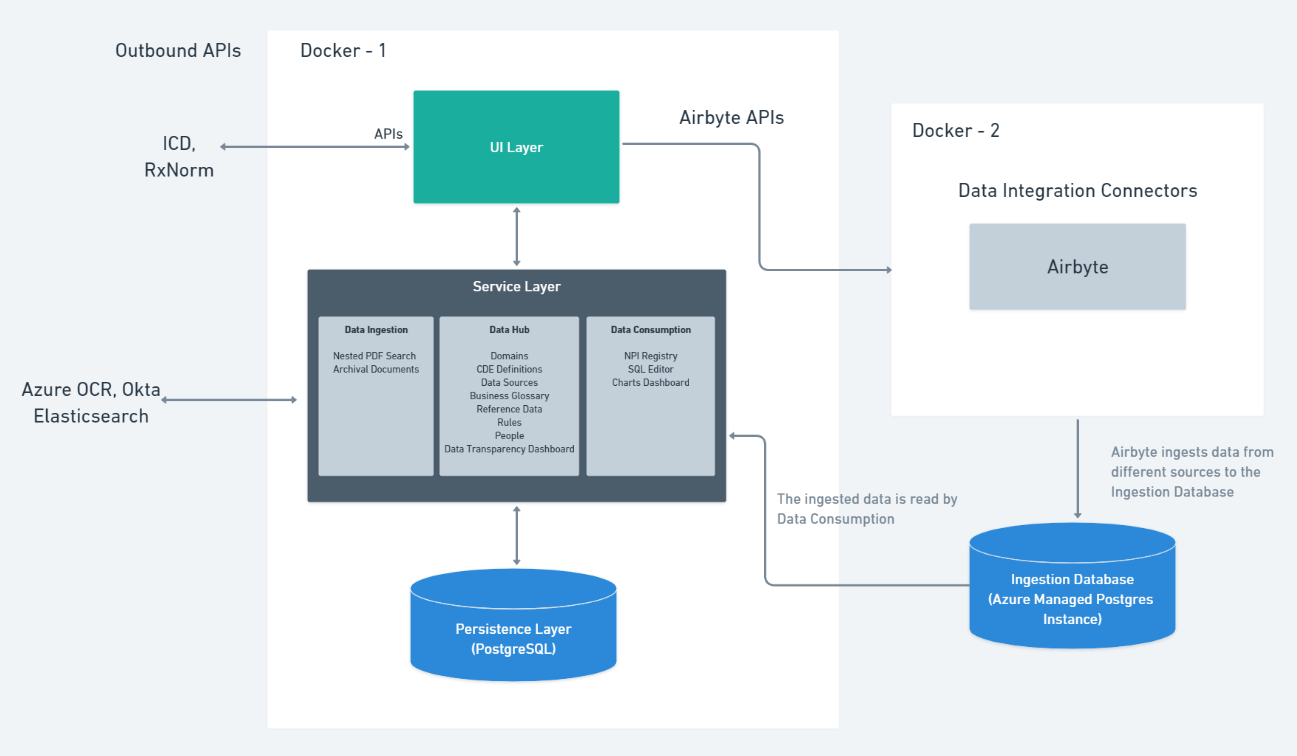 Outbound APIs
Docker - 1
UI Layer
APIs
ICD,
RxNorm
Airbyte APIs
Docker - 2
Data Integration Connectors
Airbyte
Service Layer
Data Ingestion
Nested PDF Search
Archival Documents
Data Hub
Domains
CDE Definitions
Data Sources
Business Glossary
Reference Data
Rules
People
Data Transparency Dashboard
Data Consumption
NPI Registry
SQL Editor
Charts Dashboard
Azure OCR, Okta
Elasticsearch
Airbyte ingests data from
different sources to the
Ingestion Database
The ingested data is read by
Data Consumption
Ingestion Database
(Azure Managed Postgres
Instance)
Persistence Layer
(PostgreSQL)